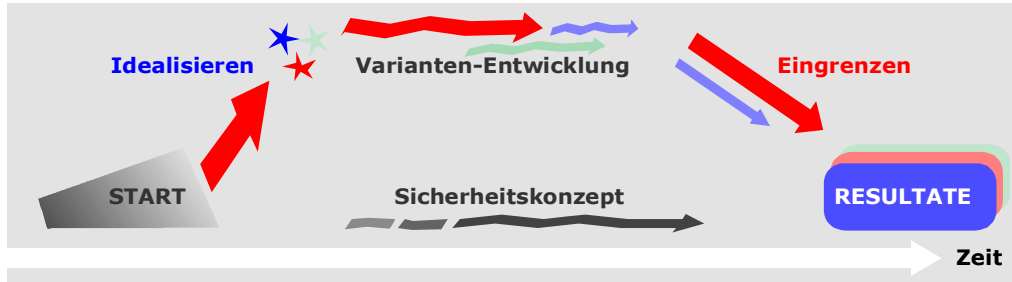 Idealisieren
Varianten-Entwicklung
Eingrenzen
START
Sicherheitskonzept
RESULTATE
Zeit